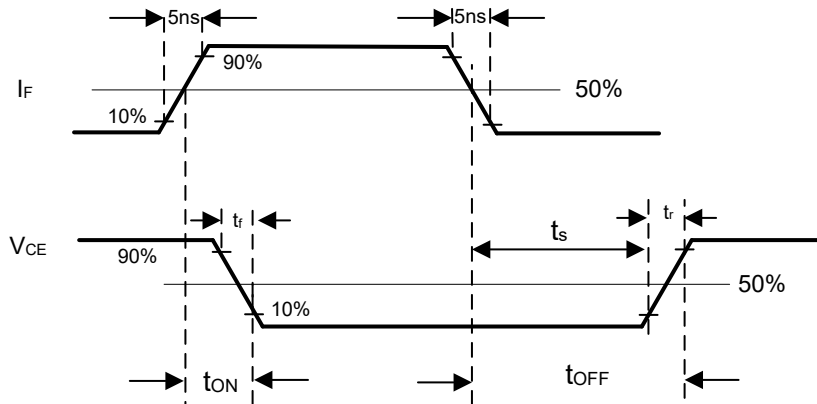 5ns 5ns
90%
IF 50%
10%
tf tr
VCE ts
90%
50%
10%
tON tOFF